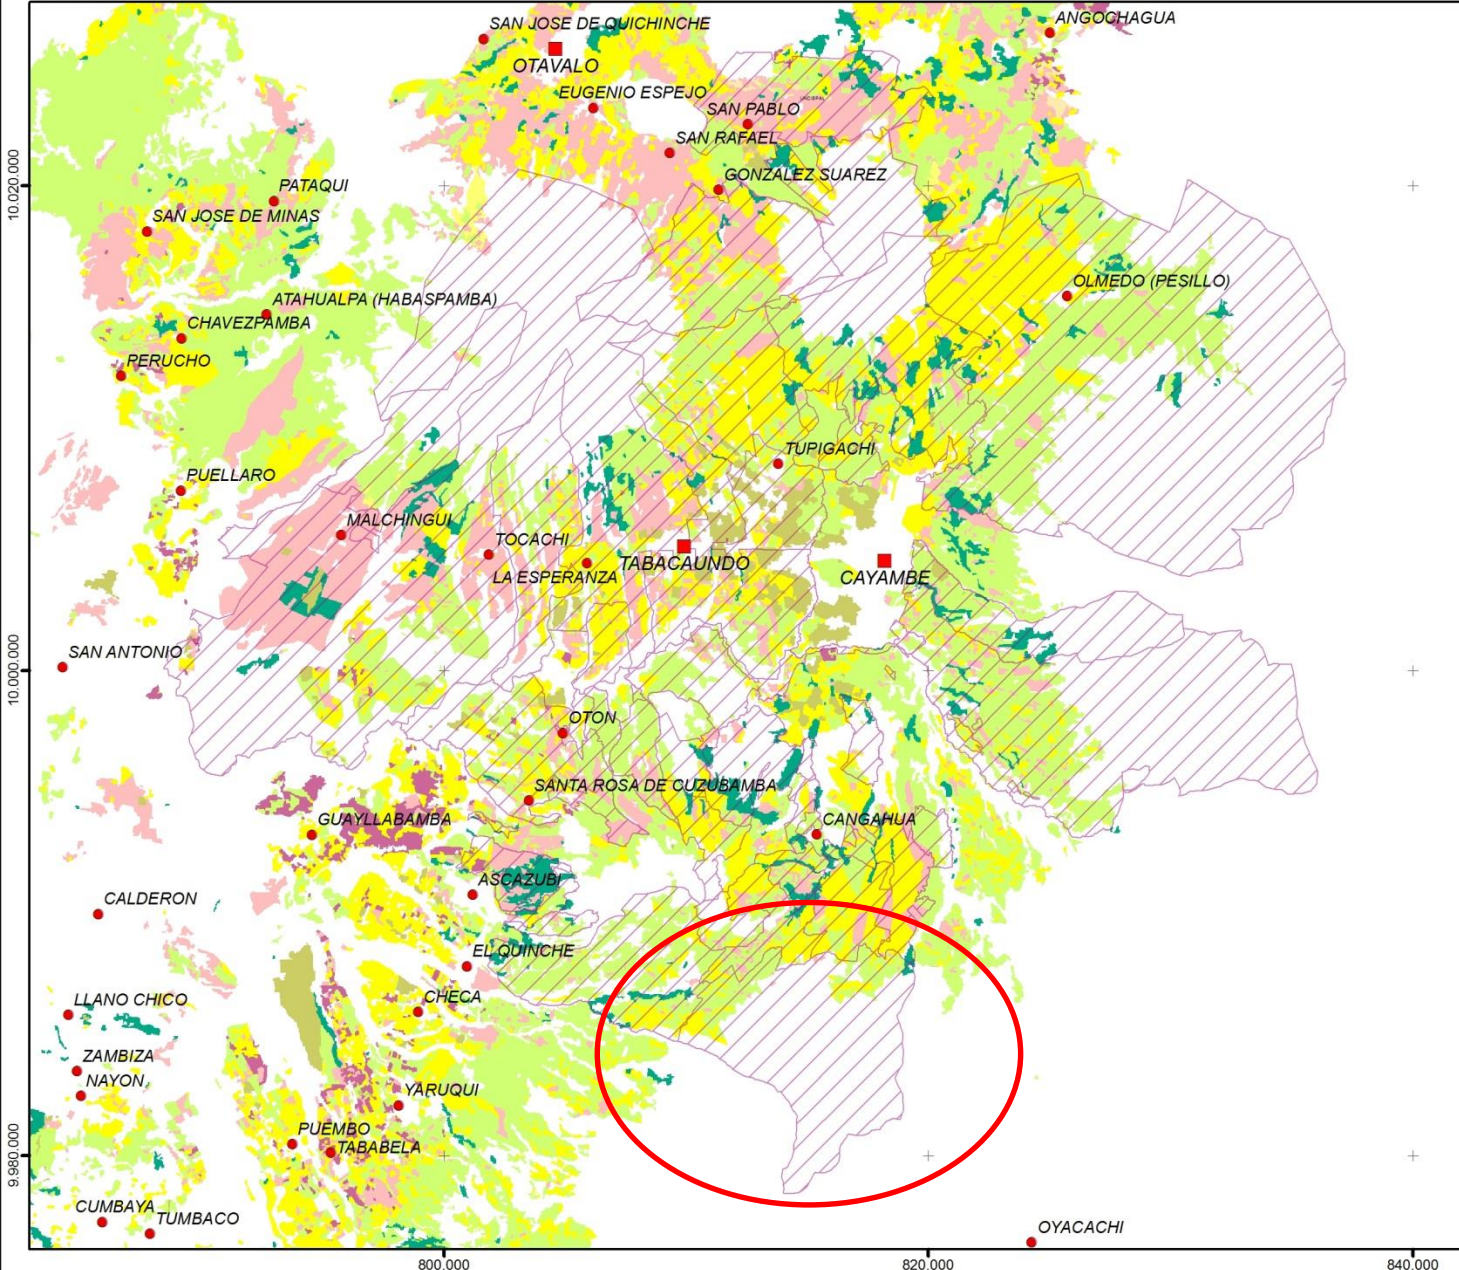 SAN JOSE DE QUICHINCHE
ANGOCHAGUA
OTAVALO
EUGENIO ESPEJO
SAN PABLO
SAN RAFAEL
GONZALEZ SUAREZ
10.020.000
PATAQUI
SAN JOSE DE MINAS
OLMEDO (PESILLO)
ATAHUALPA (HABASPAMBA)
CHAVEZPAMBA
PERUCHO
TUPIGACHI
PUELLARO
MALCHINGUI
TOCACHI
LA ESPERANZA
TABACAUNDO
CAYAMBE
SAN ANTONIO
10.000.000
OTON
SANTA ROSA DE CUZUBAMBA
GUAYLLABAMBA
CANGAHUA
ASCAZUBI
CALDERON
EL QUINCHE
CHECA
LLANO CHICO
ZAMBIZA
NAYON
YARUQUI
PUEMBO
TABABELA
9.980.000
CUMBAYA
TUMBACO
OYACACHI
800.000
820.000
840.000